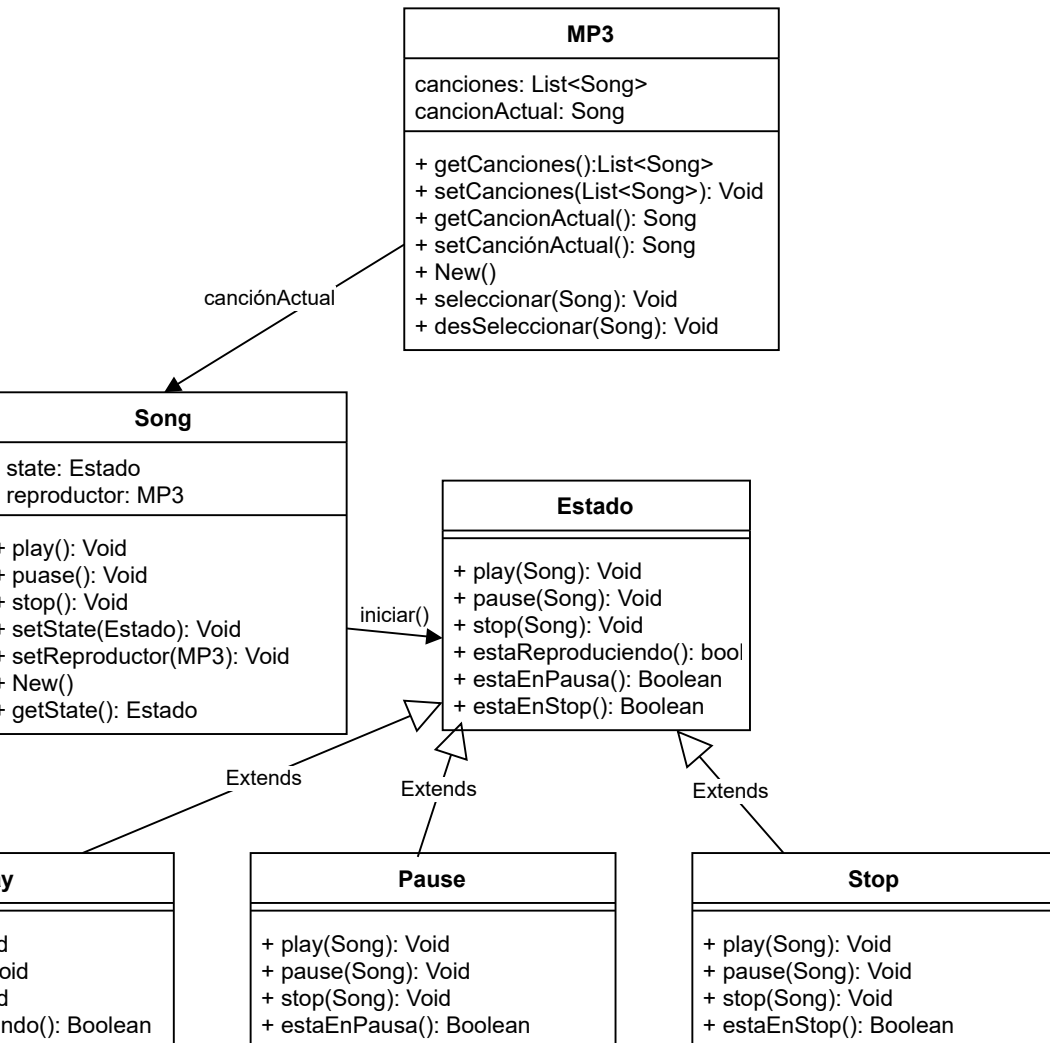 MP3
canciones: List<Song>
cancionActual: Song
+ getCanciones():List<Song>
+ setCanciones(List<Song>): Void
+ getCancionActual(): Song
+ setCanciónActual(): Song
+ New()
+ seleccionar(Song): Void
+ desSeleccionar(Song): Void
canciónActual
Song
state: Estado
reproductor: MP3
+ play(): Void
+ puase(): Void
+ stop(): Void
+ setState(Estado): Void
+ setReproductor(MP3): Void
+ New()
+ getState(): Estado
iniciar()
Estado
+ play(Song): Void
+ pause(Song): Void
+ stop(Song): Void
+ estaReproduciendo(): bool
+ estaEnPausa(): Boolean
+ estaEnStop(): Boolean
Extends
Extends
Extends
y
d
oid
d
ndo(): Boolean
Pause
+ play(Song): Void
+ pause(Song): Void
+ stop(Song): Void
+ estaEnPausa(): Boolean
Stop
+ play(Song): Void
+ pause(Song): Void
+ stop(Song): Void
+ estaEnStop(): Boolean